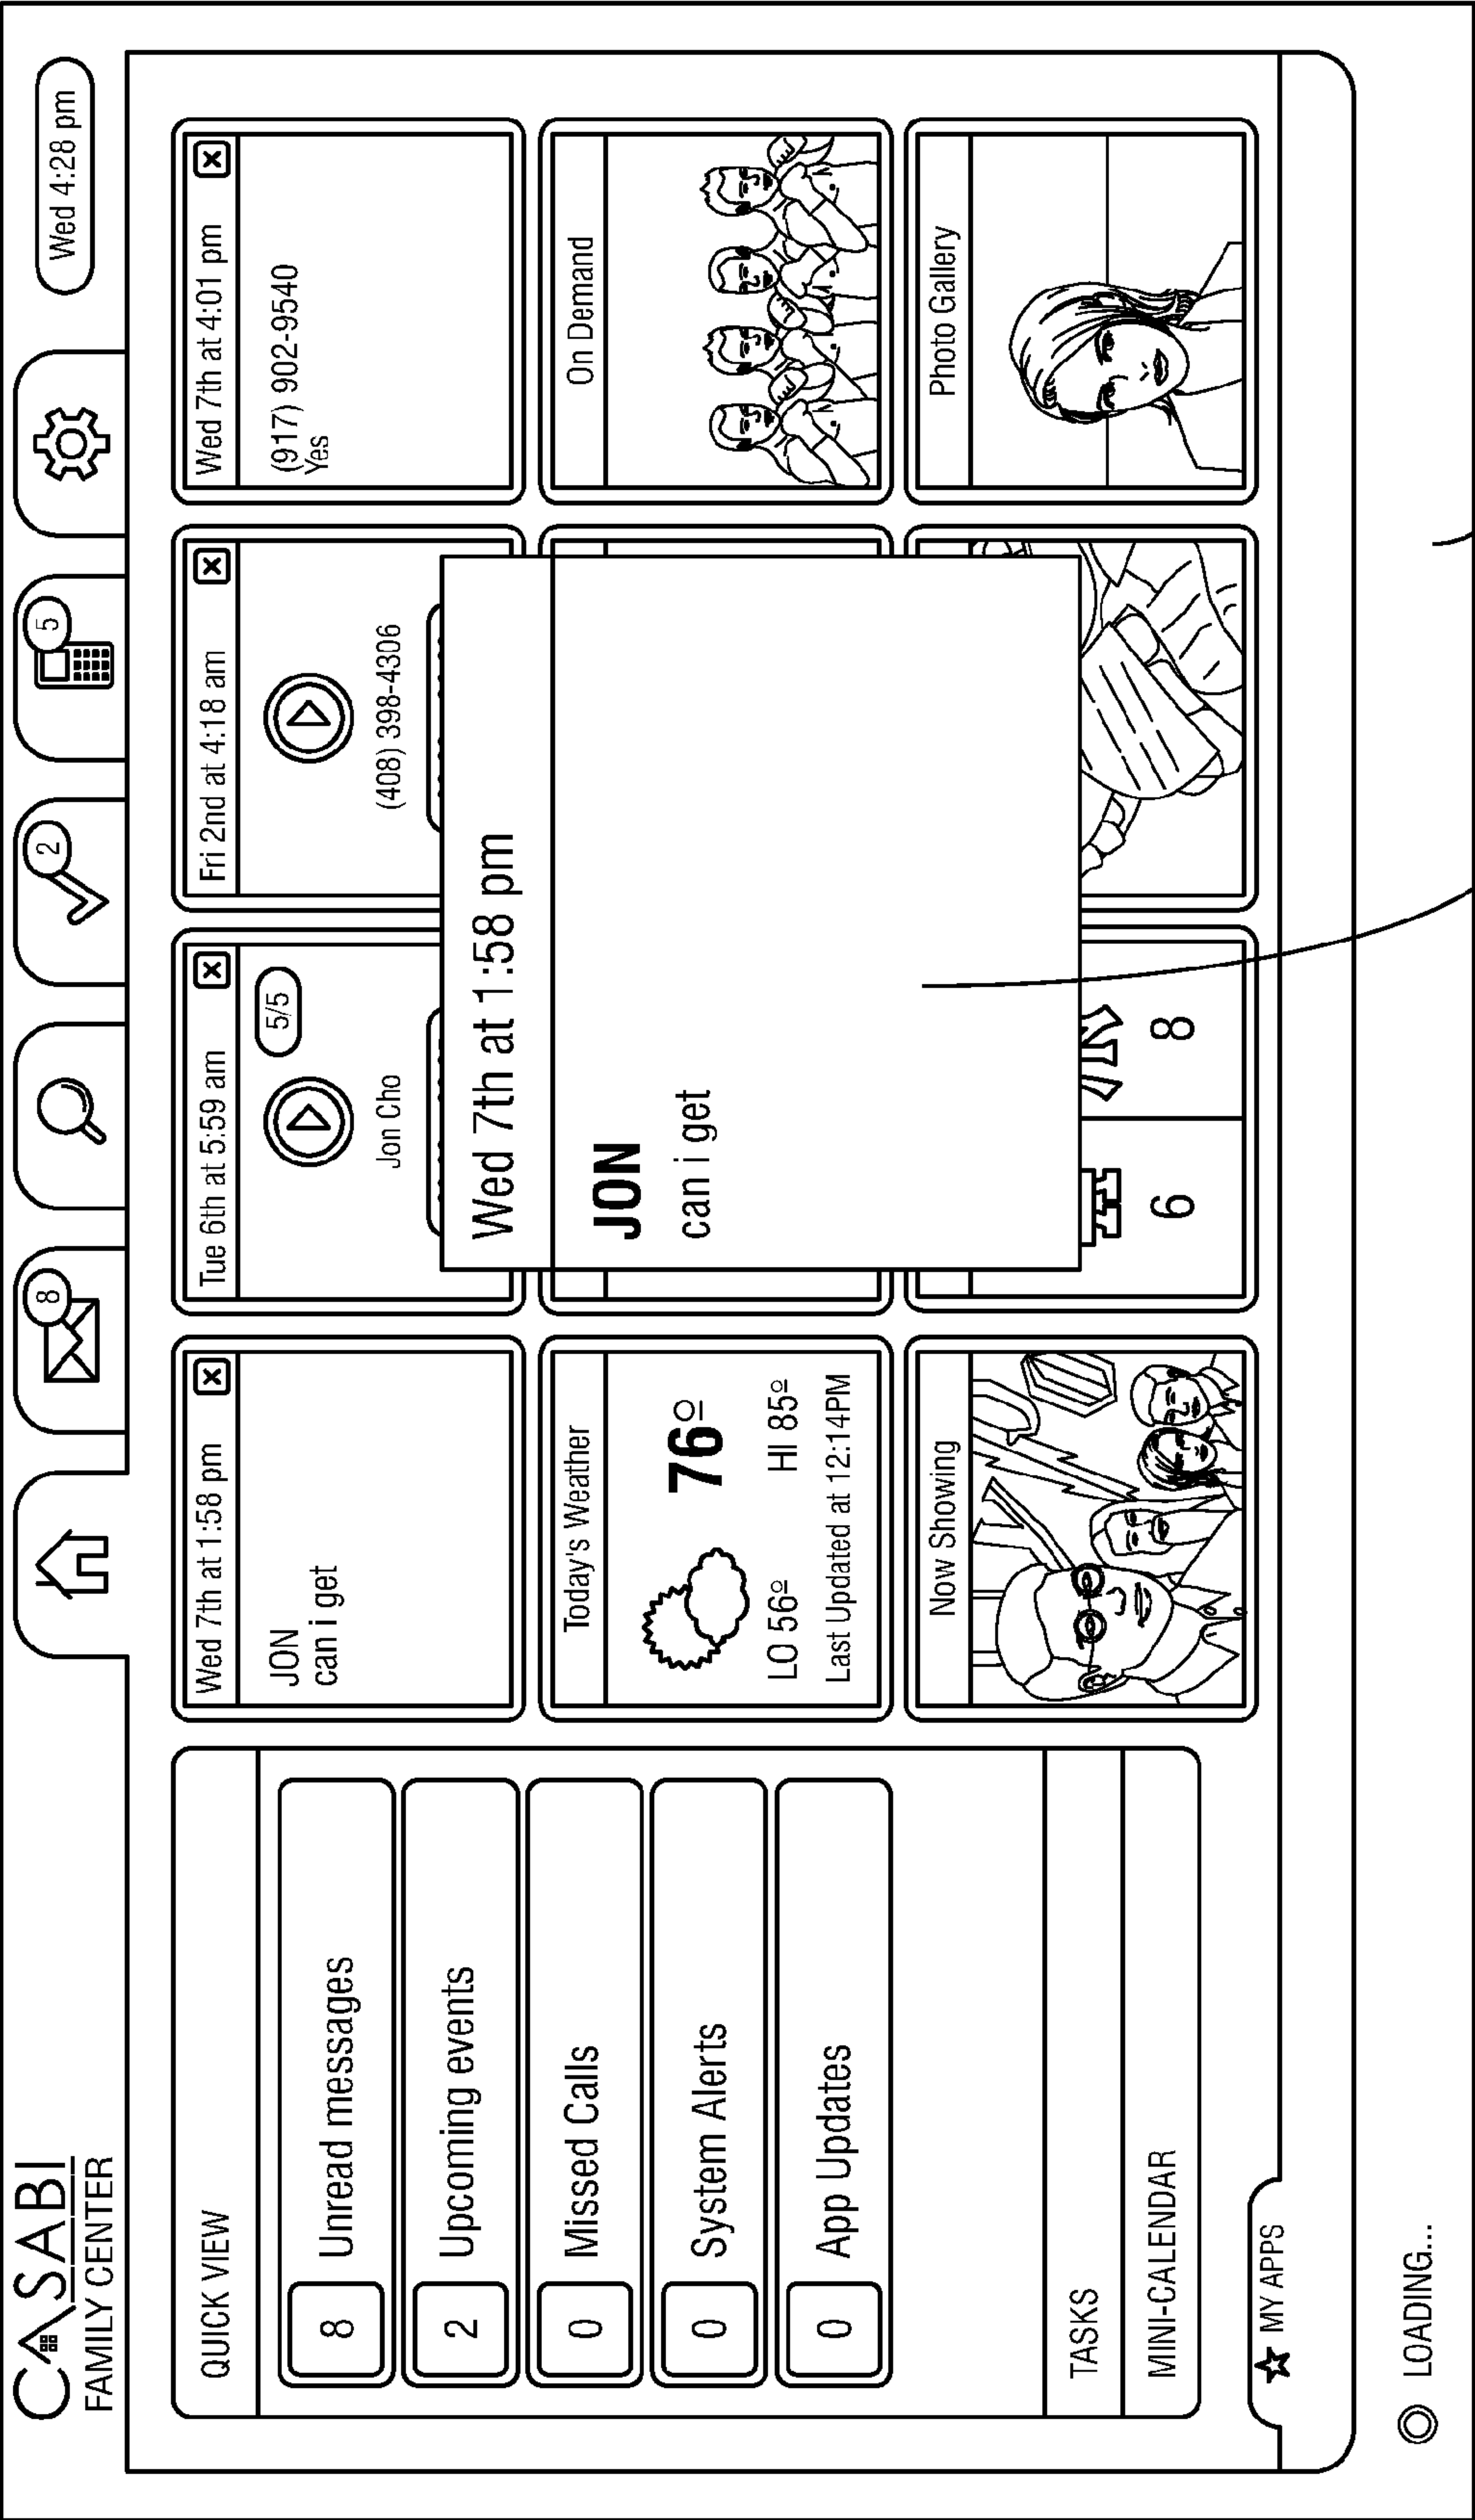 CASABI
FAMILY CENTER
8
2
5
Wed 4:28 pm
QUICK VIEW
8 Unread messages
2 Upcoming events
0 Missed Calls
0 System Alerts
0 App Updates
TASKS
MINI-CALENDAR
Wed 7th at 1:58 pm
JON
can i get
Tue 6th at 5:59 am
5/5
Jon Cho
Fri 2nd at 4:18 am
(408) 398-4306
Wed 7th at 4:01 pm
(917) 902-9540
Yes
Wed 7th at 1:58 pm
JON
can i get
Today's Weather
76º
LO 56º HI 85º
Last Updated at 12:14PM
On Demand
Now Showing
6 8
Photo Gallery
MY APPS
LOADING...